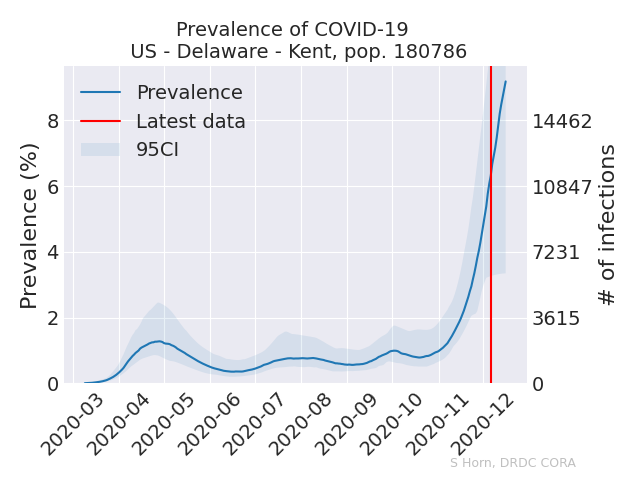 Prevalence of COVID-19
US - Delaware - Kent, pop. 180786
Prevalence
Latest data
95CI
Prevalence (%)
8
6
4
2
0
14462
10847
7231
3615
0
# of infections
2020-03
2020-04
2020-05
2020-06
2020-07
2020-08
2020-09
2020-10
2020-11
2020-12
S Horn, DRDC CORA